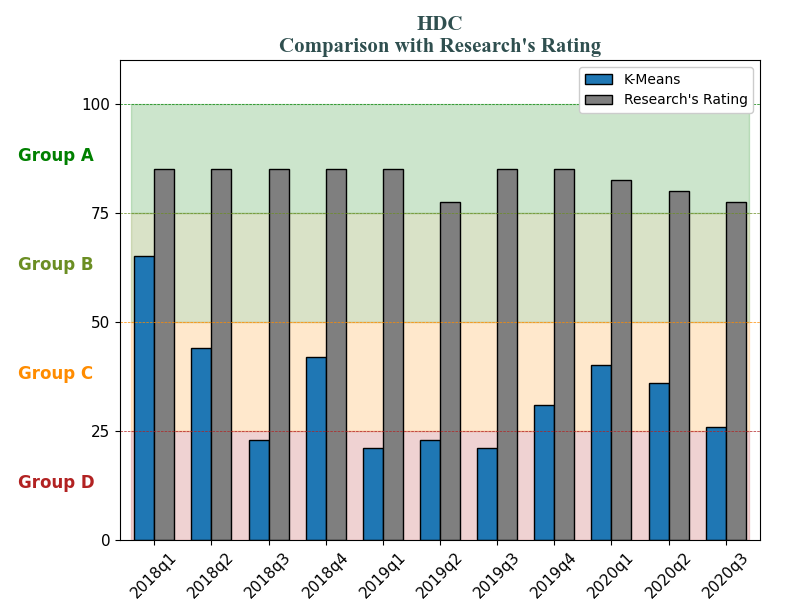 HDC
Comparison with Research's Rating
K-Means
Research's Rating
100
Group A
75
Group B
50
Group C
25
Group D
0
2018q1
2018q2
2018q3
2018q4
2019q1
2019q2
2019q3
2019q4
2020q1
2020q2
2020q3